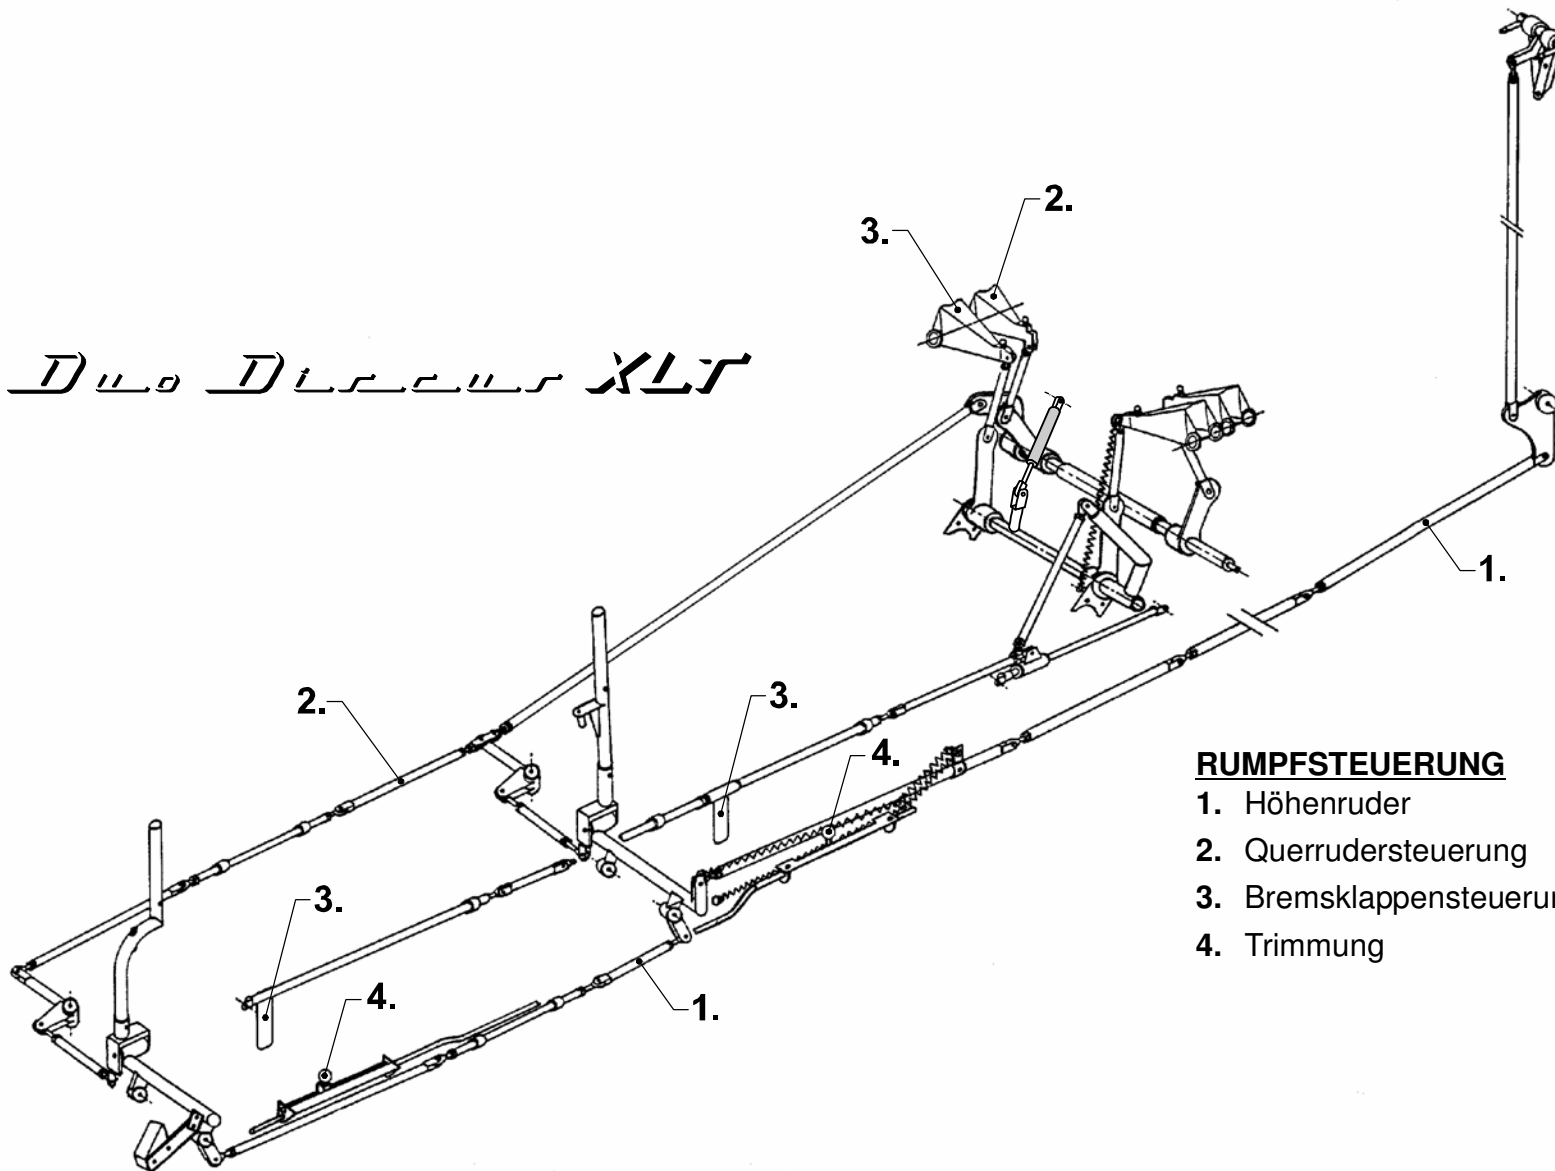 Duo Discus XLT
2.
3.
1.
2.
3.
4.
3.
4.
1.
RUMPFSTEUERUNG
1. Höhenruder
2. Querrudersteuerung
3. Bremsklappensteuerun
4. Trimmung